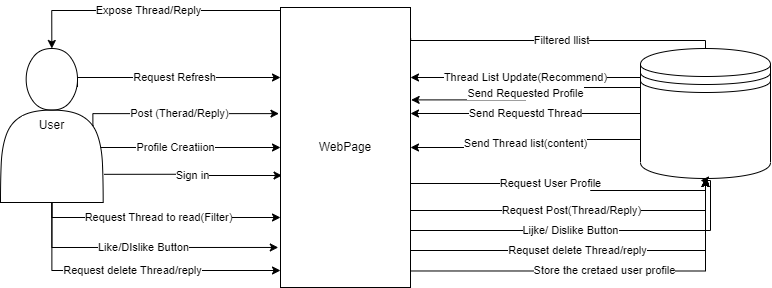 Expose Thread/Reply
Filtered llist
Request Refresh
Thread List Update(Recommend)
Send Requested Profile
Post (Therad/Reply)
Send Requestd Thread
User
Profile Creatiion
WebPage
Send Thread list(content)
Sign in
Request User Profile
Request Thread to read(Filter)
Request Post(Thread/Reply)
Lijke/ Dislike Button
Like/DIslike Button
Requset delete Thread/reply
Request delete Thread/reply
Store the cretaed user profile